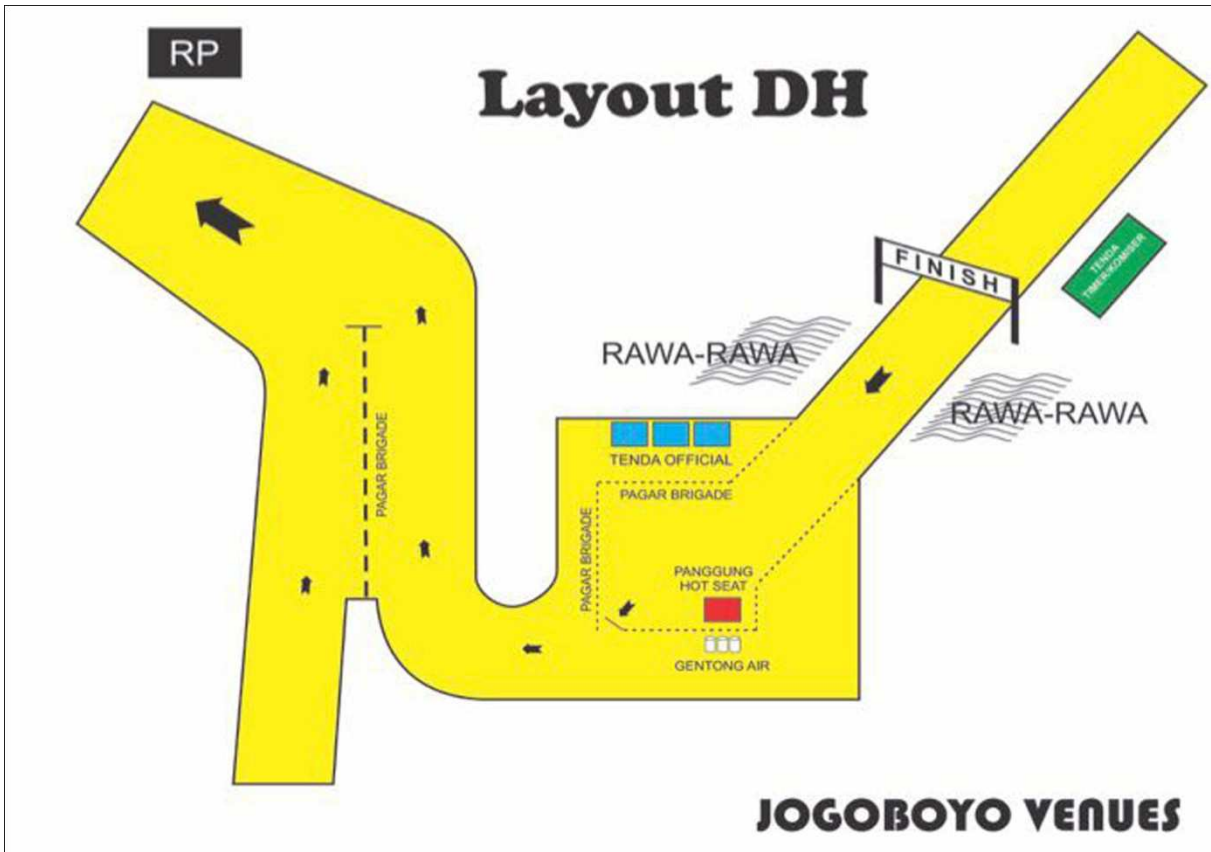 RP
Layout DH
FINISH
TENDA
TIMER/KOMISER
RAWA-RAWA
RAWA-RAWA
TENDA OFFICIAL
PAGAR BRIGADE
PAGAR BRIGADE
PAGAR BRIGADE
PANGGUNG
HOT SEAT
GENTONG AIR
JOGOBOYO VENUES